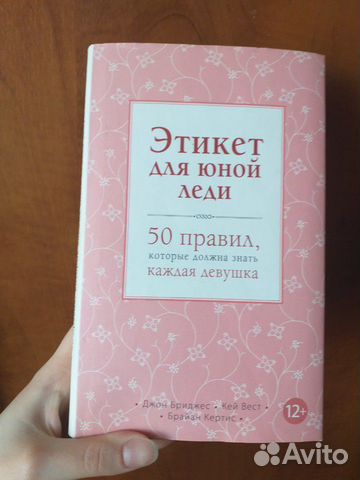 Этикет
для юной
леди
50 правил,
которые должна знать
каждая девушка
• Джон Бриджес • Кей Вест •
• Брайан Кертис •
12+
Avito